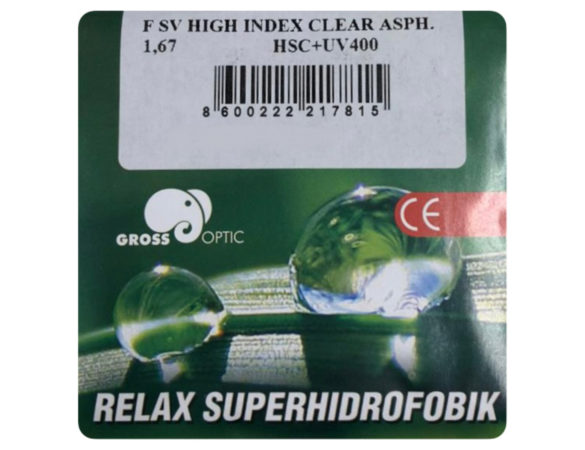 F SV HIGH INDEX CLEAR ASPH.
1,67 HSC+UV400
8 600222 217815
GROSS OPTIC
CE
RELAX SUPERHIDROFOBIK